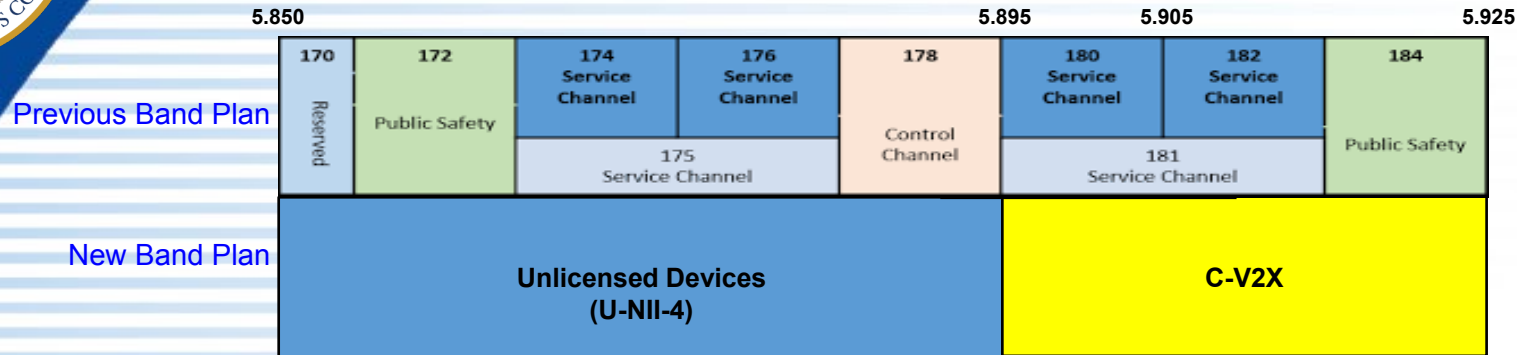 5.850 5.895 5.905 5.925
Previous Band Plan
170
Reserved
172
Public Safety
174
Service
Channel
176
Service
Channel
175
Service Channel
178
Control
Channel
180
Service
Channel
182
Service
Channel
181
Service Channel
184
Public Safety
New Band Plan
Unlicensed Devices
(U-NII-4)
C-V2X